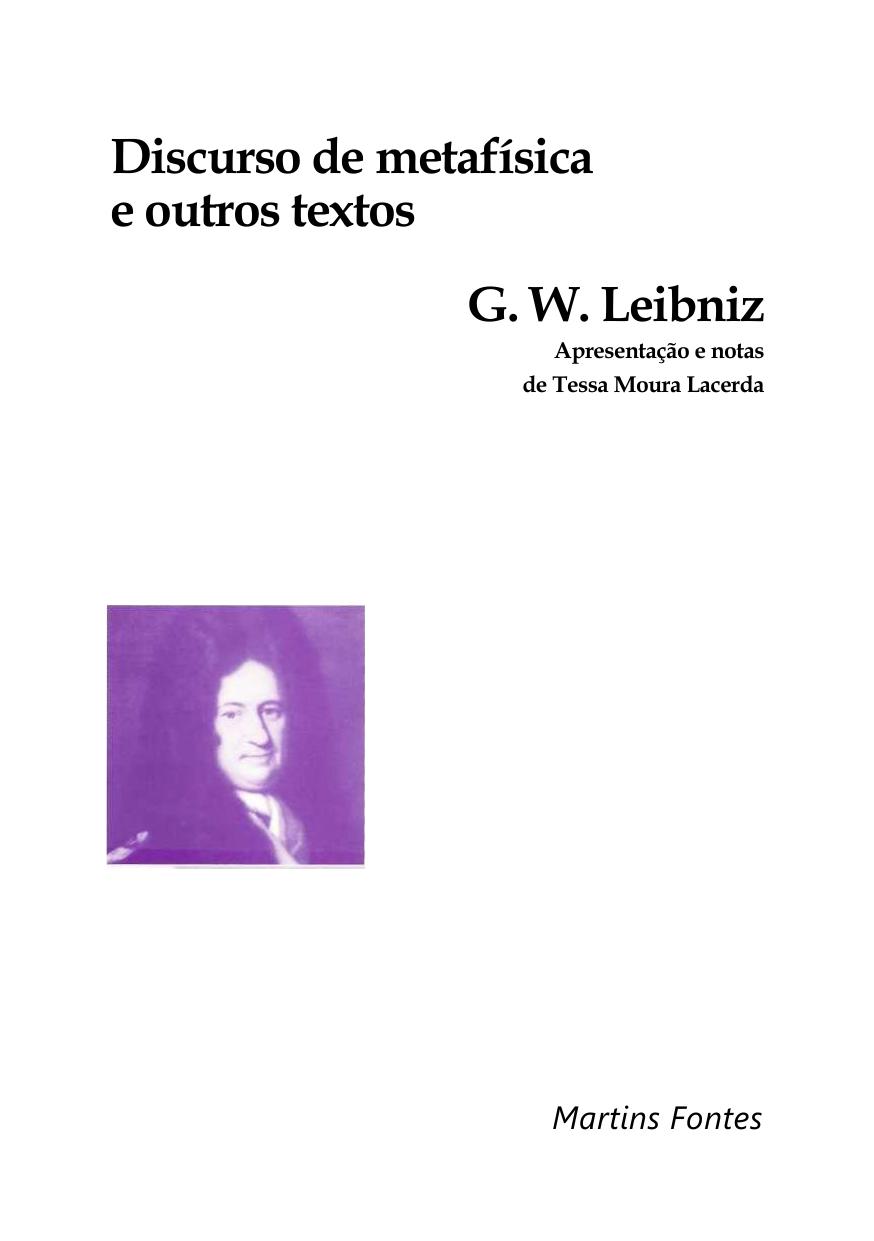 Discurso de metafísica
e outros textos
G. W. Leibniz
Apresentação e notas
de Tessa Moura Lacerda
Martins Fontes